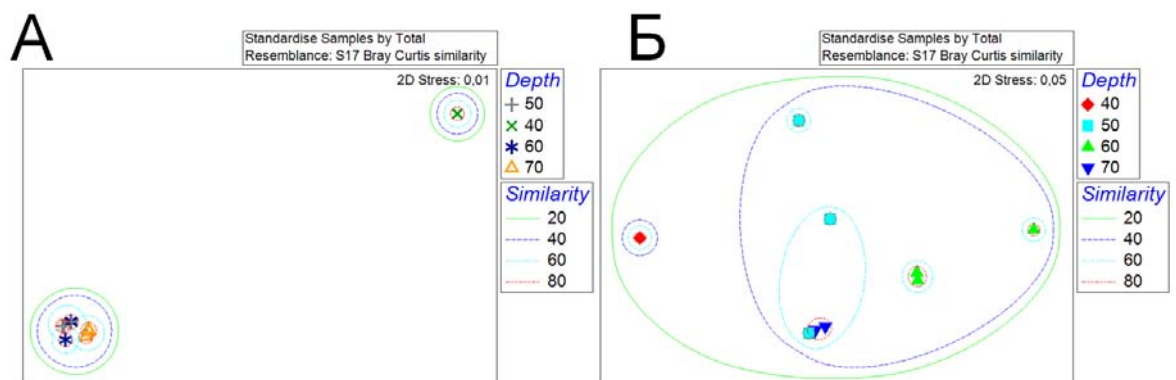 А
Standardise Samples by Total
Resemblance: S17 Bray Curtis similarity
2D Stress: 0,01
Depth
50
40
60
70
Similarity
20
40
60
80
Б
Standardise Samples by Total
Resemblance: S17 Bray Curtis similarity
2D Stress: 0,05
Depth
40
50
60
70
Similarity
20
40
60
80